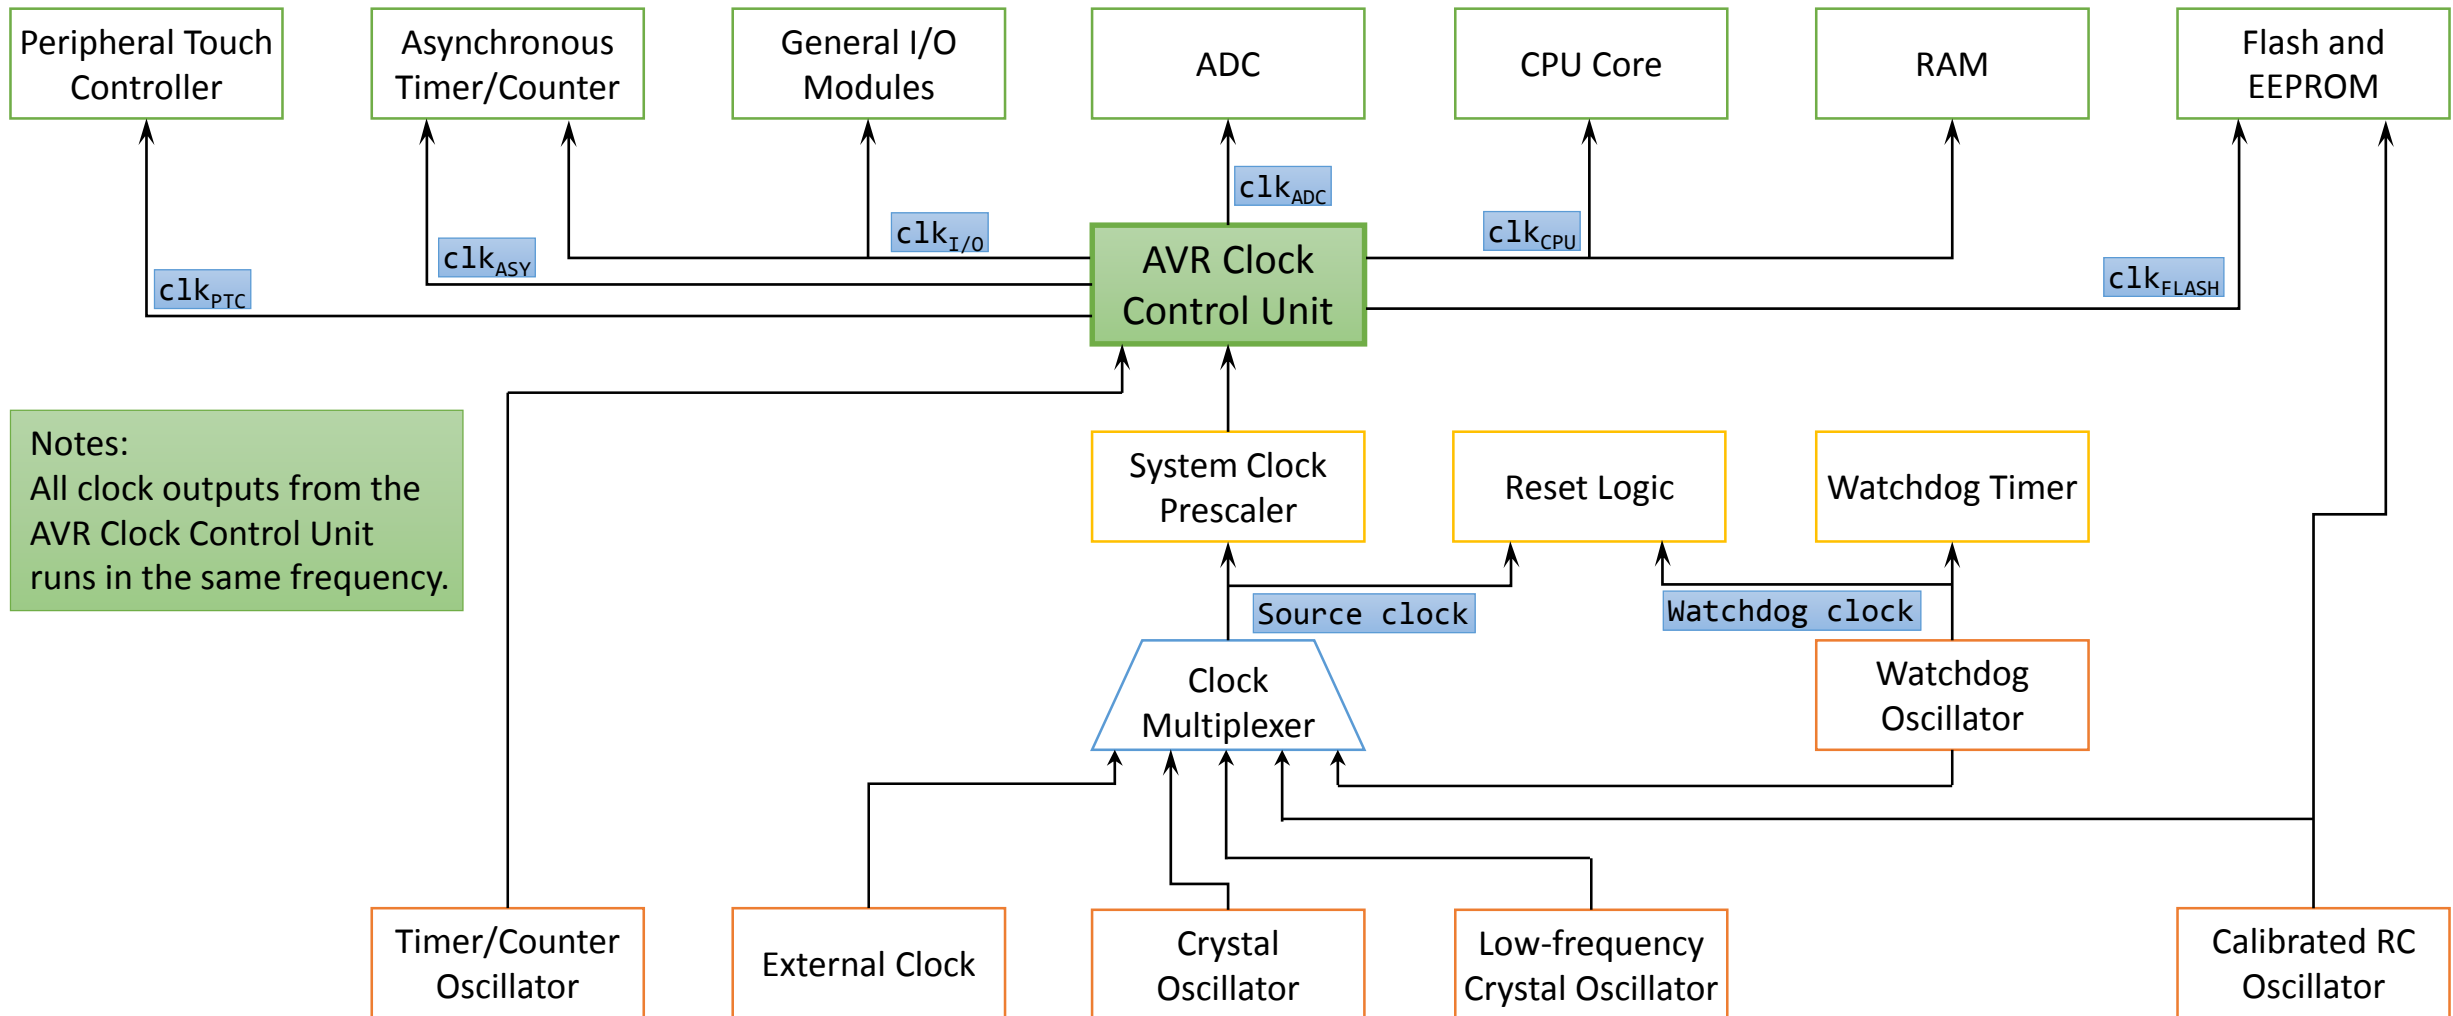 Peripheral Touch
Controller
Asynchronous
Timer/Counter
General I/O
Modules
ADC
CPU Core
RAM
Flash and
EEPROM
clkADC
clkI/O
clkCPU
clkASY
clkPTC
clkFLASH
AVR Clock
Control Unit
Notes:
All clock outputs from the
AVR Clock Control Unit
runs in the same frequency.
System Clock
Prescaler
Reset Logic
Watchdog Timer
Source clock
Watchdog clock
Clock
Multiplexer
Watchdog
Oscillator
Timer/Counter
Oscillator
External Clock
Crystal
Oscillator
Low-frequency
Crystal Oscillator
Calibrated RC
Oscillator